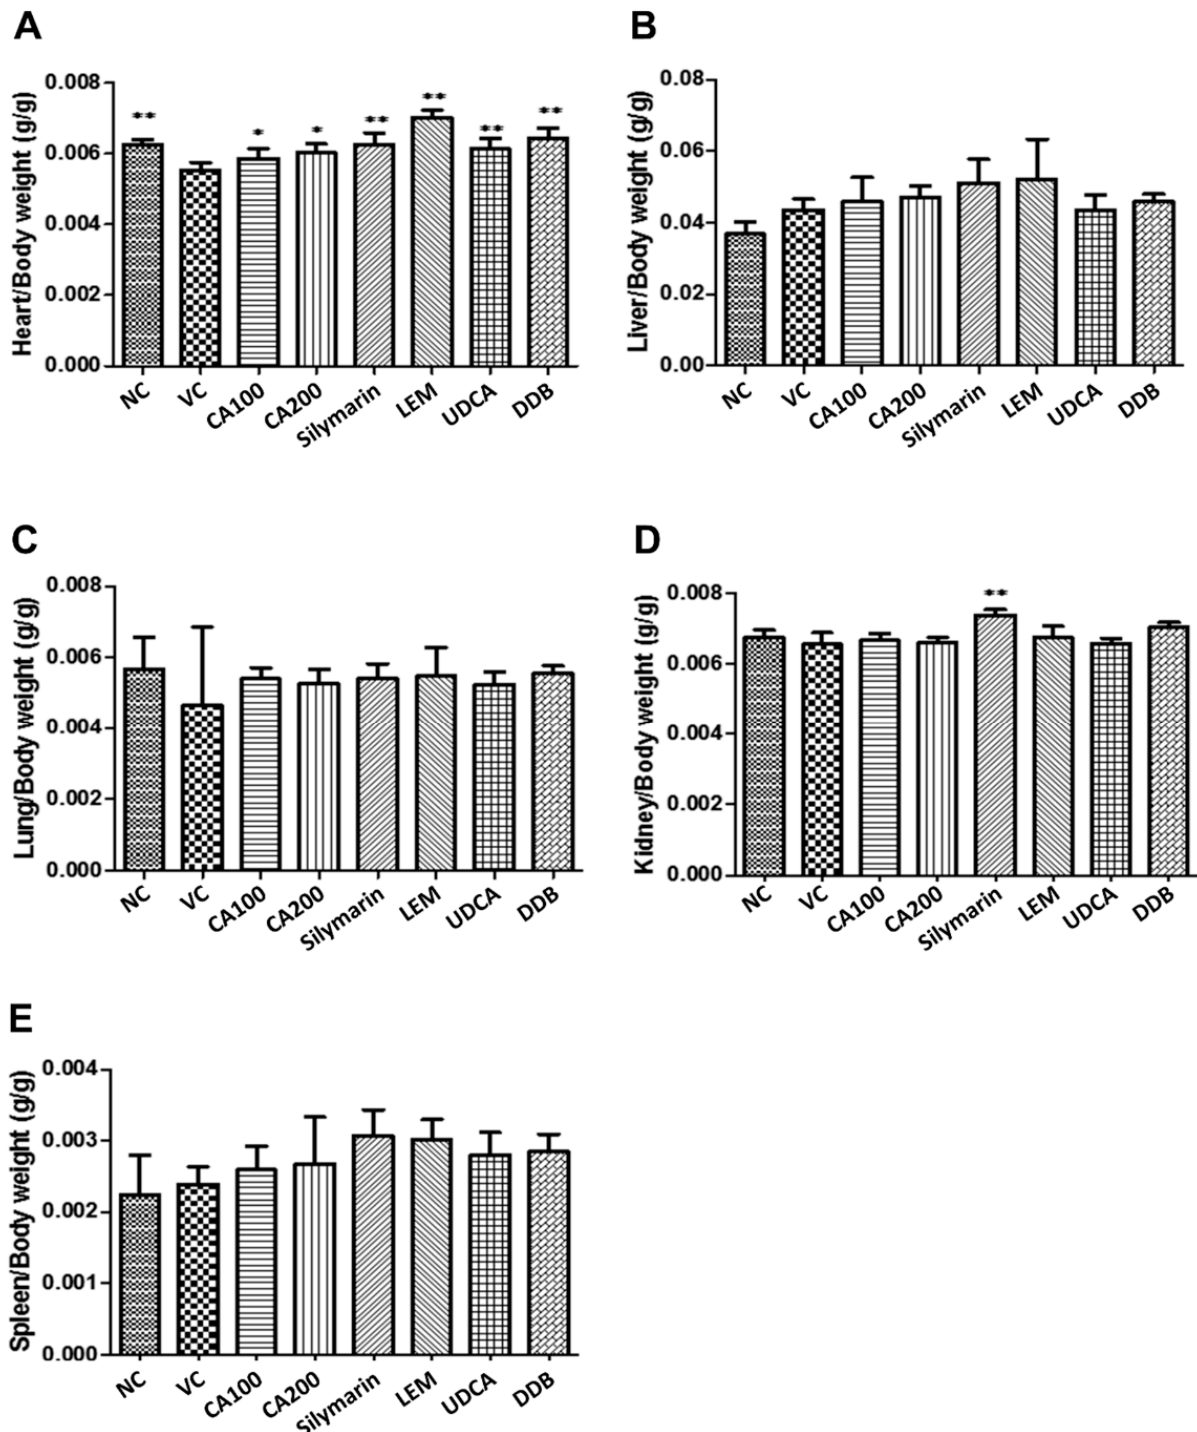 A
Heart/Body weight (g/g)
0.008
0.006
0.004
0.002
0.000
** * * ** ** ** **
NC VC CA100 CA200 Silymarin LEM UDCA DDB
B
Liver/Body weight (g/g)
0.08
0.06
0.04
0.02
0.00
NC VC CA100 CA200 Silymarin LEM UDCA DDB
C
Lung/Body weight (g/g)
0.008
0.006
0.004
0.002
0.000
NC VC CA100 CA200 Silymarin LEM UDCA DDB
D
Kidney/Body weight (g/g)
0.008
0.006
0.004
0.002
0.000
**
NC VC CA100 CA200 Silymarin LEM UDCA DDB
E
Spleen/Body weight (g/g)
0.004
0.003
0.002
0.001
0.000
NC VC CA100 CA200 Silymarin LEM UDCA DDB